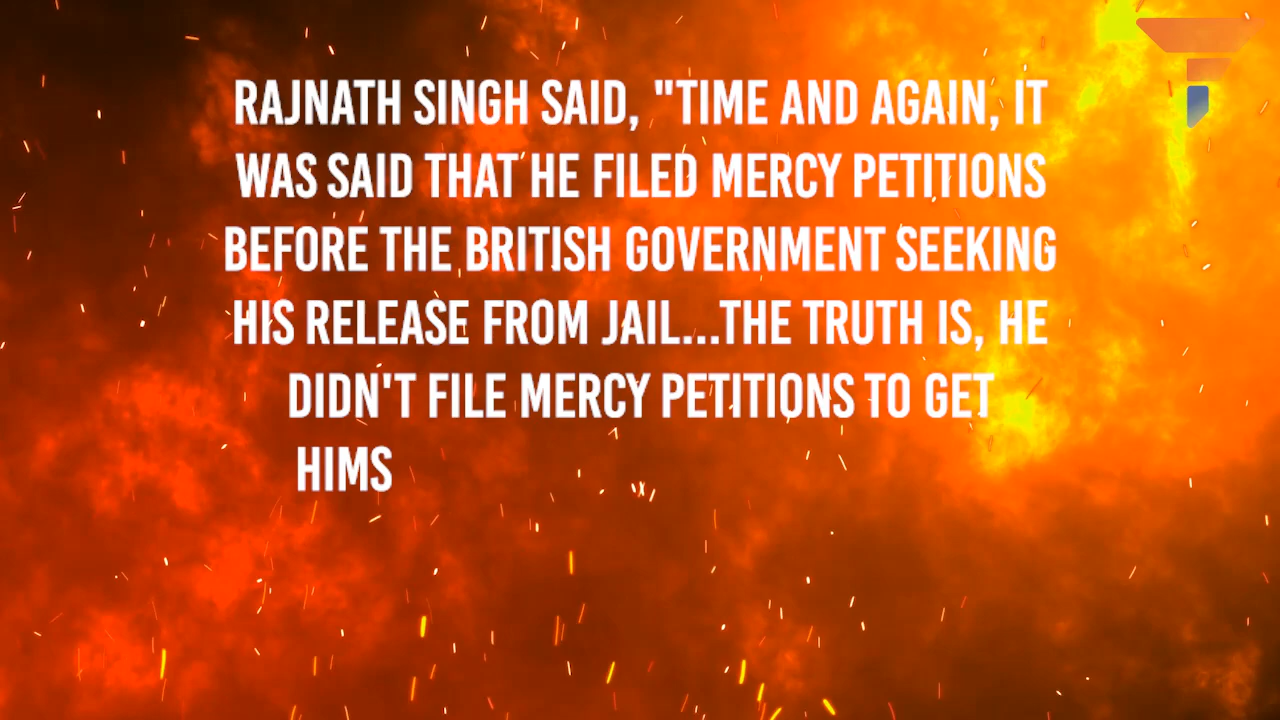 RAJNATH SINGH SAID, "TIME AND AGAIN, IT
WAS SAID THAT HE FILED MERCY PETITIONS
BEFORE THE BRITISH GOVERNMENT SEEKING
HIS RELEASE FROM JAIL...THE TRUTH IS, HE
DIDN'T FILE MERCY PETITIONS TO GET
HIMS